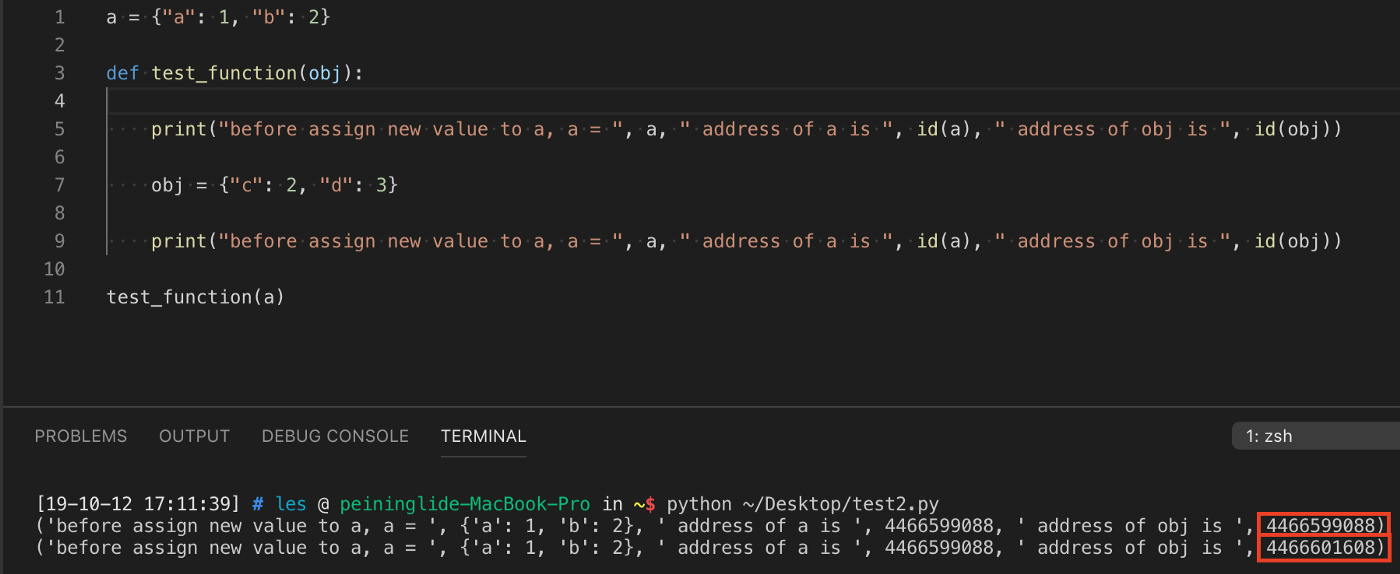 1 a = {"a": 1, "b": 2}
2
3 def test_function(obj):
4
5 print("before assign new value to a, a = ", a, " address of a is ", id(a), " address of obj is ", id(obj))
6
7 obj = {"c": 2, "d": 3}
8
9 print("before assign new value to a, a = ", a, " address of a is ", id(a), " address of obj is ", id(obj))
10
11 test_function(a)
PROBLEMS OUTPUT DEBUG CONSOLE TERMINAL 1: zsh
[19-10-12 17:11:39] # les @ peininglide-MacBook-Pro in ~$ python ~/Desktop/test2.py
('before assign new value to a, a = ', {'a': 1, 'b': 2}, ' address of a is ', 4466599088, ' address of obj is ', 4466599088)
('before assign new value to a, a = ', {'a': 1, 'b': 2}, ' address of a is ', 4466599088, ' address of obj is ', 4466601608)